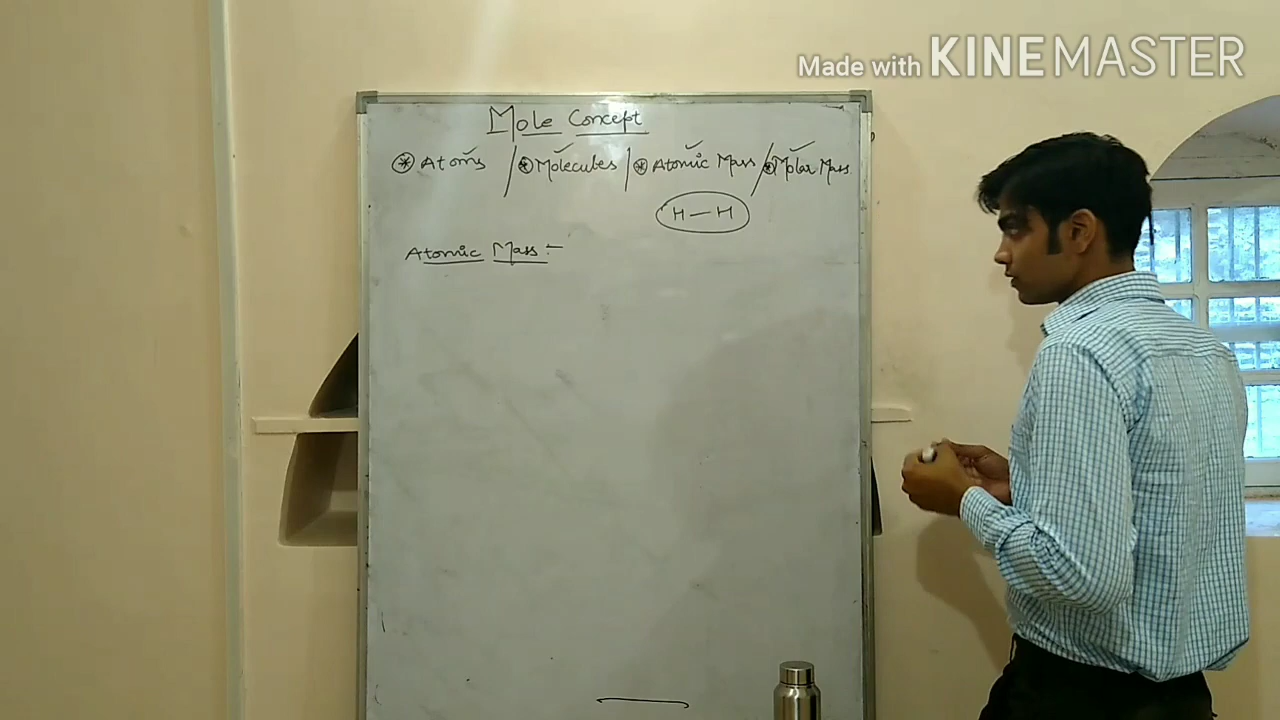 Made with KINEMASTER
Mole Concept
⊛ Atoms / ⊛ Molecules | ⊛ Atomic Mass / ⊛ Molar Mass
H—H
Atomic Mass :-